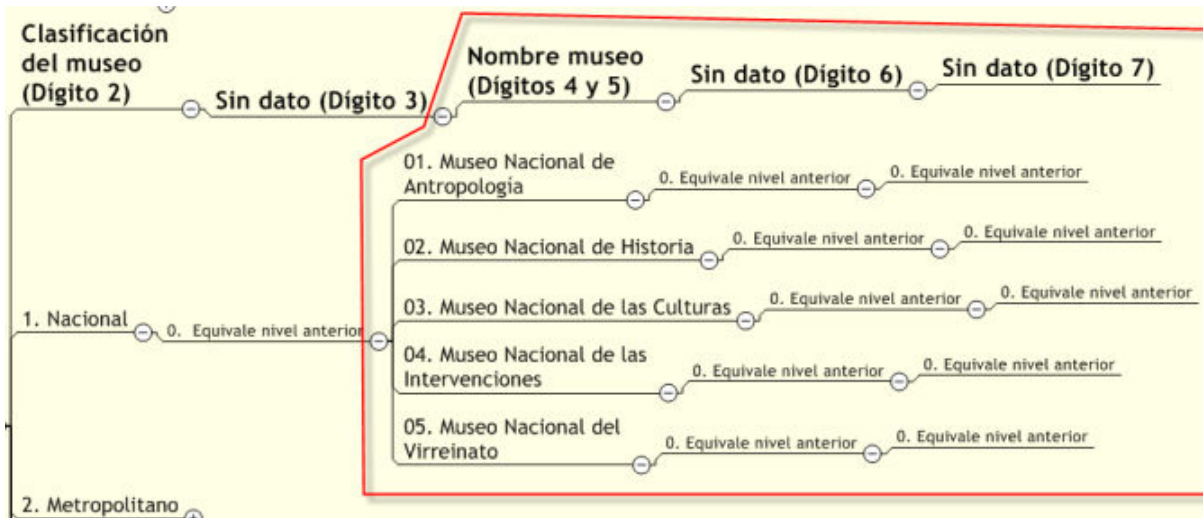 Clasificación
del museo
(Dígito 2)
Sin dato (Dígito 3)
Nombre museo
(Dígitos 4 y 5)
Sin dato (Dígito 6)
Sin dato (Dígito 7)
1. Nacional
0. Equivale nivel anterior
01. Museo Nacional de
Antropología
0. Equivale nivel anterior
0. Equivale nivel anterior
02. Museo Nacional de Historia
0. Equivale nivel anterior
0. Equivale nivel anterior
03. Museo Nacional de las Culturas
0. Equivale nivel anterior
0. Equivale nivel anterior
04. Museo Nacional de las
Intervenciones
0. Equivale nivel anterior
0. Equivale nivel anterior
05. Museo Nacional del
Virreinato
0. Equivale nivel anterior
0. Equivale nivel anterior
2. Metropolitano